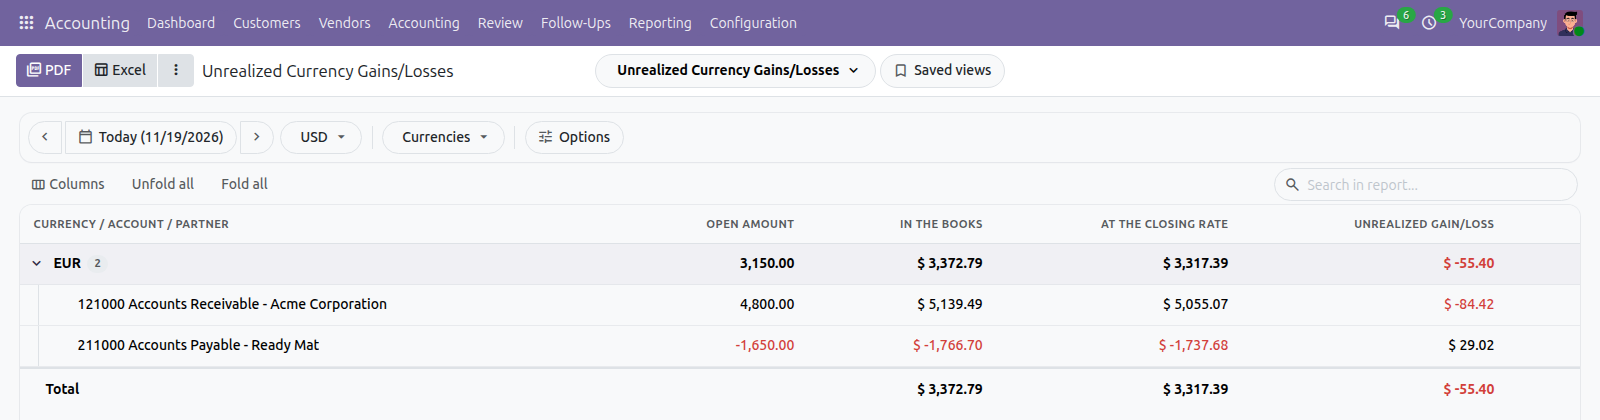 Accounting Dashboard Customers Vendors Accounting Review Follow-Ups Reporting Configuration 6 3 YourCompany
PDF Excel Unrealized Currency Gains/Losses Unrealized Currency Gains/Losses Saved views
Today (11/19/2026) USD Currencies Options
Columns Unfold all Fold all Search in report...
CURRENCY / ACCOUNT / PARTNER OPEN AMOUNT IN THE BOOKS AT THE CLOSING RATE UNREALIZED GAIN/LOSS
EUR 2 3,150.00 $ 3,372.79 $ 3,317.39 $ -55.40
121000 Accounts Receivable - Acme Corporation 4,800.00 $ 5,139.49 $ 5,055.07 $ -84.42
211000 Accounts Payable - Ready Mat -1,650.00 $ -1,766.70 $ -1,737.68 $ 29.02
Total $ 3,372.79 $ 3,317.39 $ -55.40